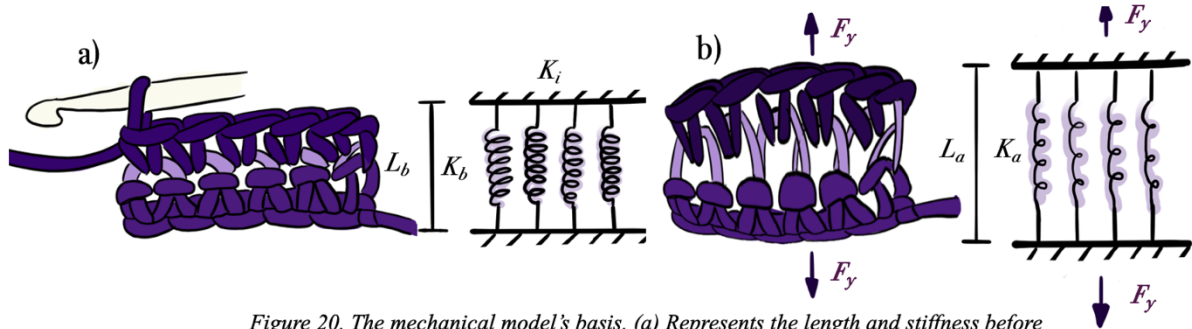 a)
L_b
K_b
K_i
b)
F_y
F_y
L_a
K_a
F_y
F_y
Figure 20. The mechanical model's basis. (a) Represents the length and stiffness before